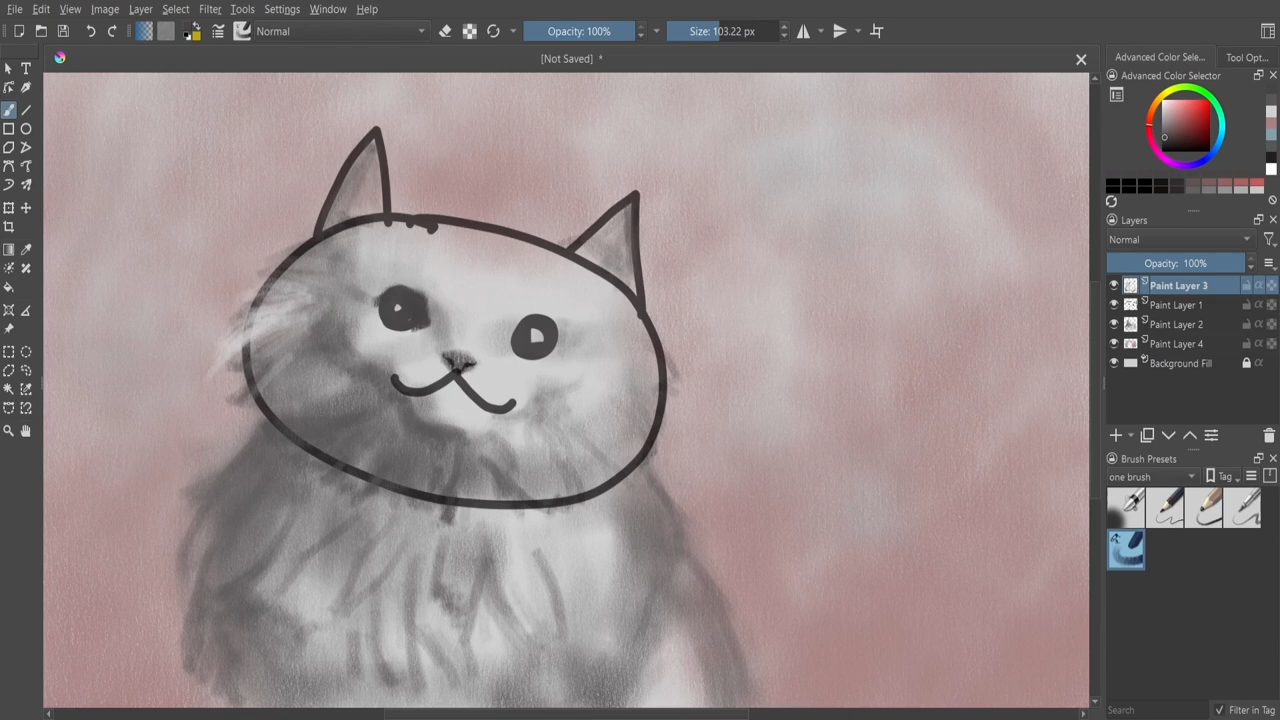 File Edit View Image Layer Select Filter Tools Settings Window Help
Normal Opacity: 100% Size: 103.22 px
[Not Saved] *
Advanced Color Sele... Tool Opt...
Advanced Color Selector
Layers
Normal
Opacity: 100%
Paint Layer 3
Paint Layer 1
Paint Layer 2
Paint Layer 4
Background Fill
Brush Presets
one brush Tag
Search Filter in Tag